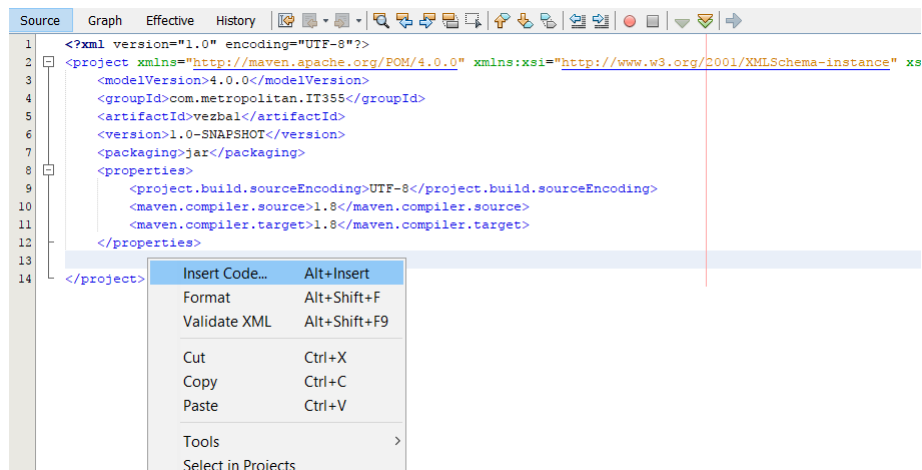 Source Graph Effective History
1 <?xml version="1.0" encoding="UTF-8"?>
2 <project xmlns="http://maven.apache.org/POM/4.0.0" xmlns:xsi="http://www.w3.org/2001/XMLSchema-instance" xs
3 <modelVersion>4.0.0</modelVersion>
4 <groupId>com.metropolitan.IT355</groupId>
5 <artifactId>vezba1</artifactId>
6 <version>1.0-SNAPSHOT</version>
7 <packaging>jar</packaging>
8 <properties>
9 <project.build.sourceEncoding>UTF-8</project.build.sourceEncoding>
10 <maven.compiler.source>1.8</maven.compiler.source>
11 <maven.compiler.target>1.8</maven.compiler.target>
12 </properties>
13
14 </project>
Insert Code... Alt+Insert
Format Alt+Shift+F
Validate XML Alt+Shift+F9
Cut Ctrl+X
Copy Ctrl+C
Paste Ctrl+V
Tools
Select in Projects